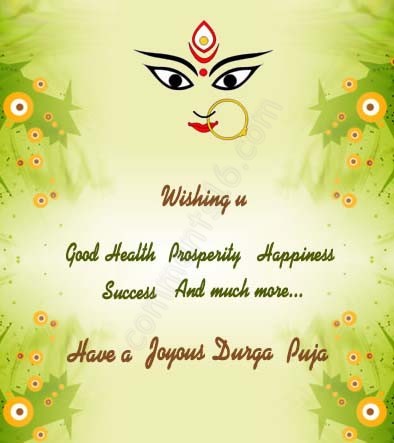 Wishing u
Good Health Prosperity Happiness
Success And much more...
Have a Joyous Durga Puja